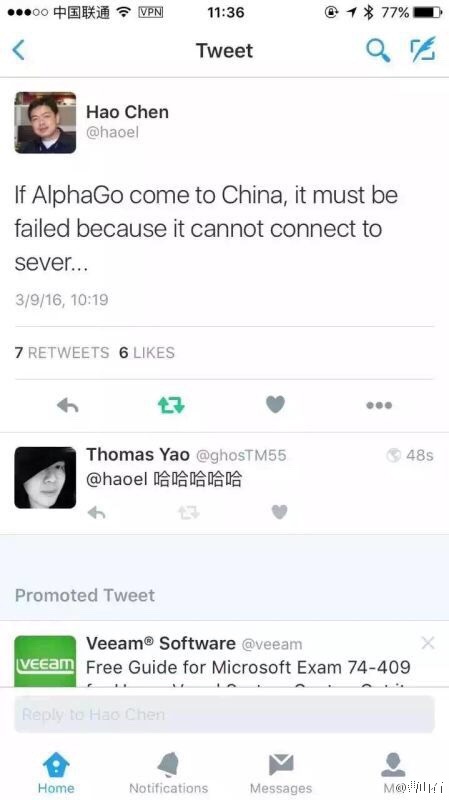 中国联通 VPN 11:36 77%
Tweet
Hao Chen
@haoel
If AlphaGo come to China, it must be
failed because it cannot connect to
sever...
3/9/16, 10:19
7 RETWEETS 6 LIKES
Thomas Yao @ghosTM55 48s
@haoel 哈哈哈哈哈
Promoted Tweet
Veeam® Software @veeam
veeam
Free Guide for Microsoft Exam 74-409
Reply to Hao Chen
Home Notifications Messages